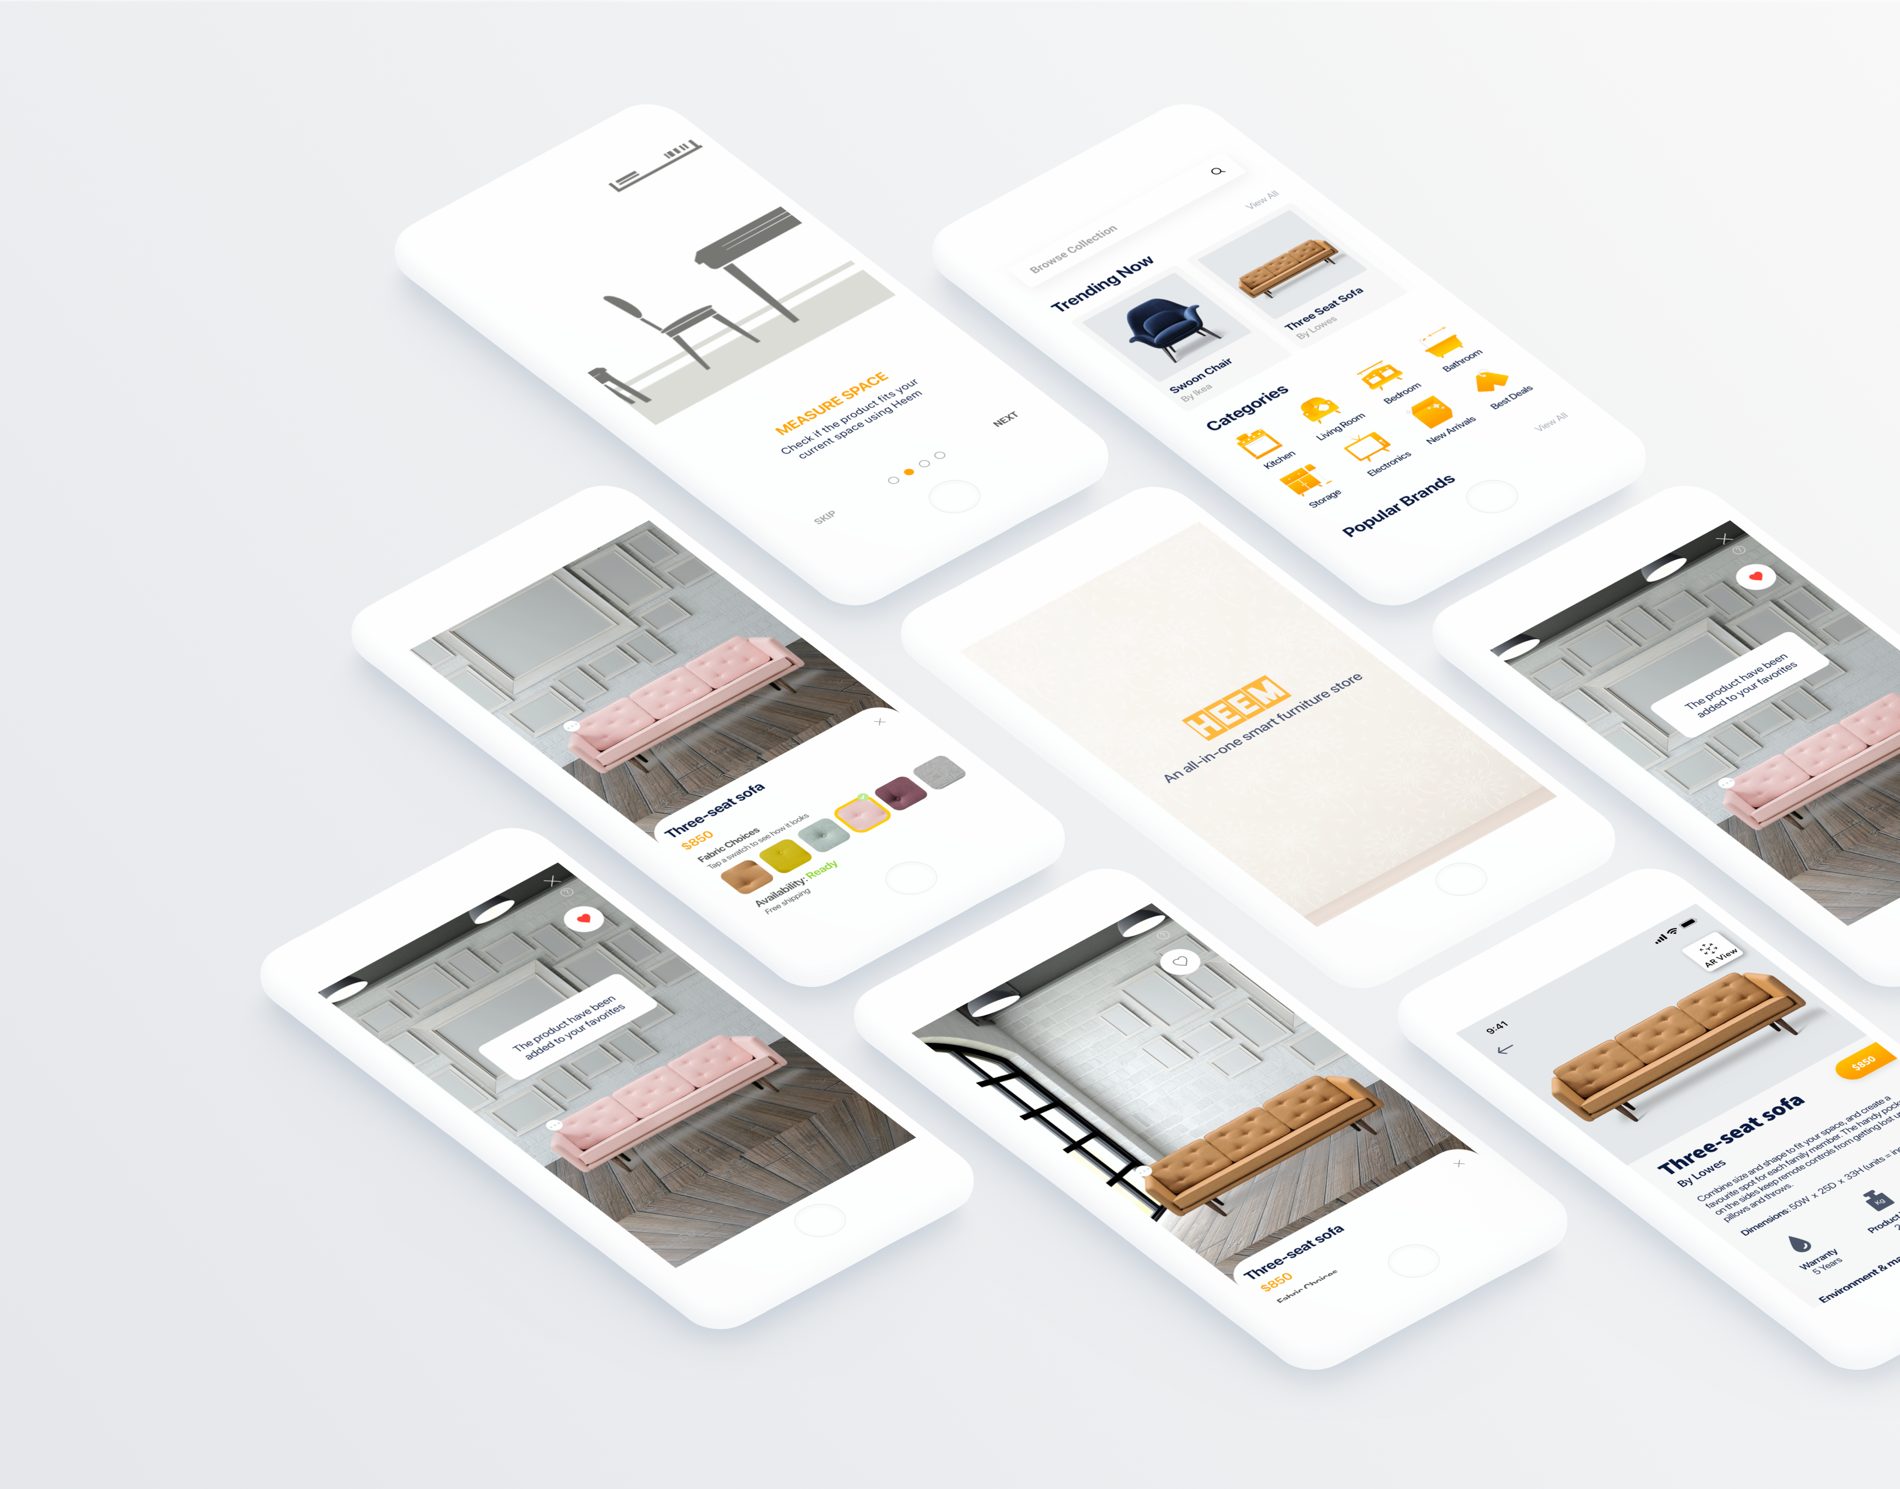 MEASURE SPACE
Check if the product fits your
current space using Heem
NEXT
SKIP
Browse Collection
Trending Now
View All
Swoon Chair
By Ikea
Three Seat Sofa
By Lowes
Categories
Kitchen
Living Room
Bedroom
Bathroom
Storage
Electronics
New Arrivals
Best Deals
Popular Brands
View All
Three-seat sofa
$850
Fabric Choices
Tap a swatch to see how it looks
Availability: Ready
Free shipping
HEEM
An all-in-one smart furniture store
The product have been
added to your favorites
The product have been
added to your favorites
Three-seat sofa
$850
Fabric Choices
9:41
AR View
$850
Three-seat sofa
By Lowes
Combine size and shape to fit your space, and create a
favourite spot for each family member. The handy pock
on the sides keep remote controls from getting lost u
pillows and throws.
Dimensions: 50W x 25D x 33H (units = in
Kg
Warranty
5 Years
Product
2
Environment & ma